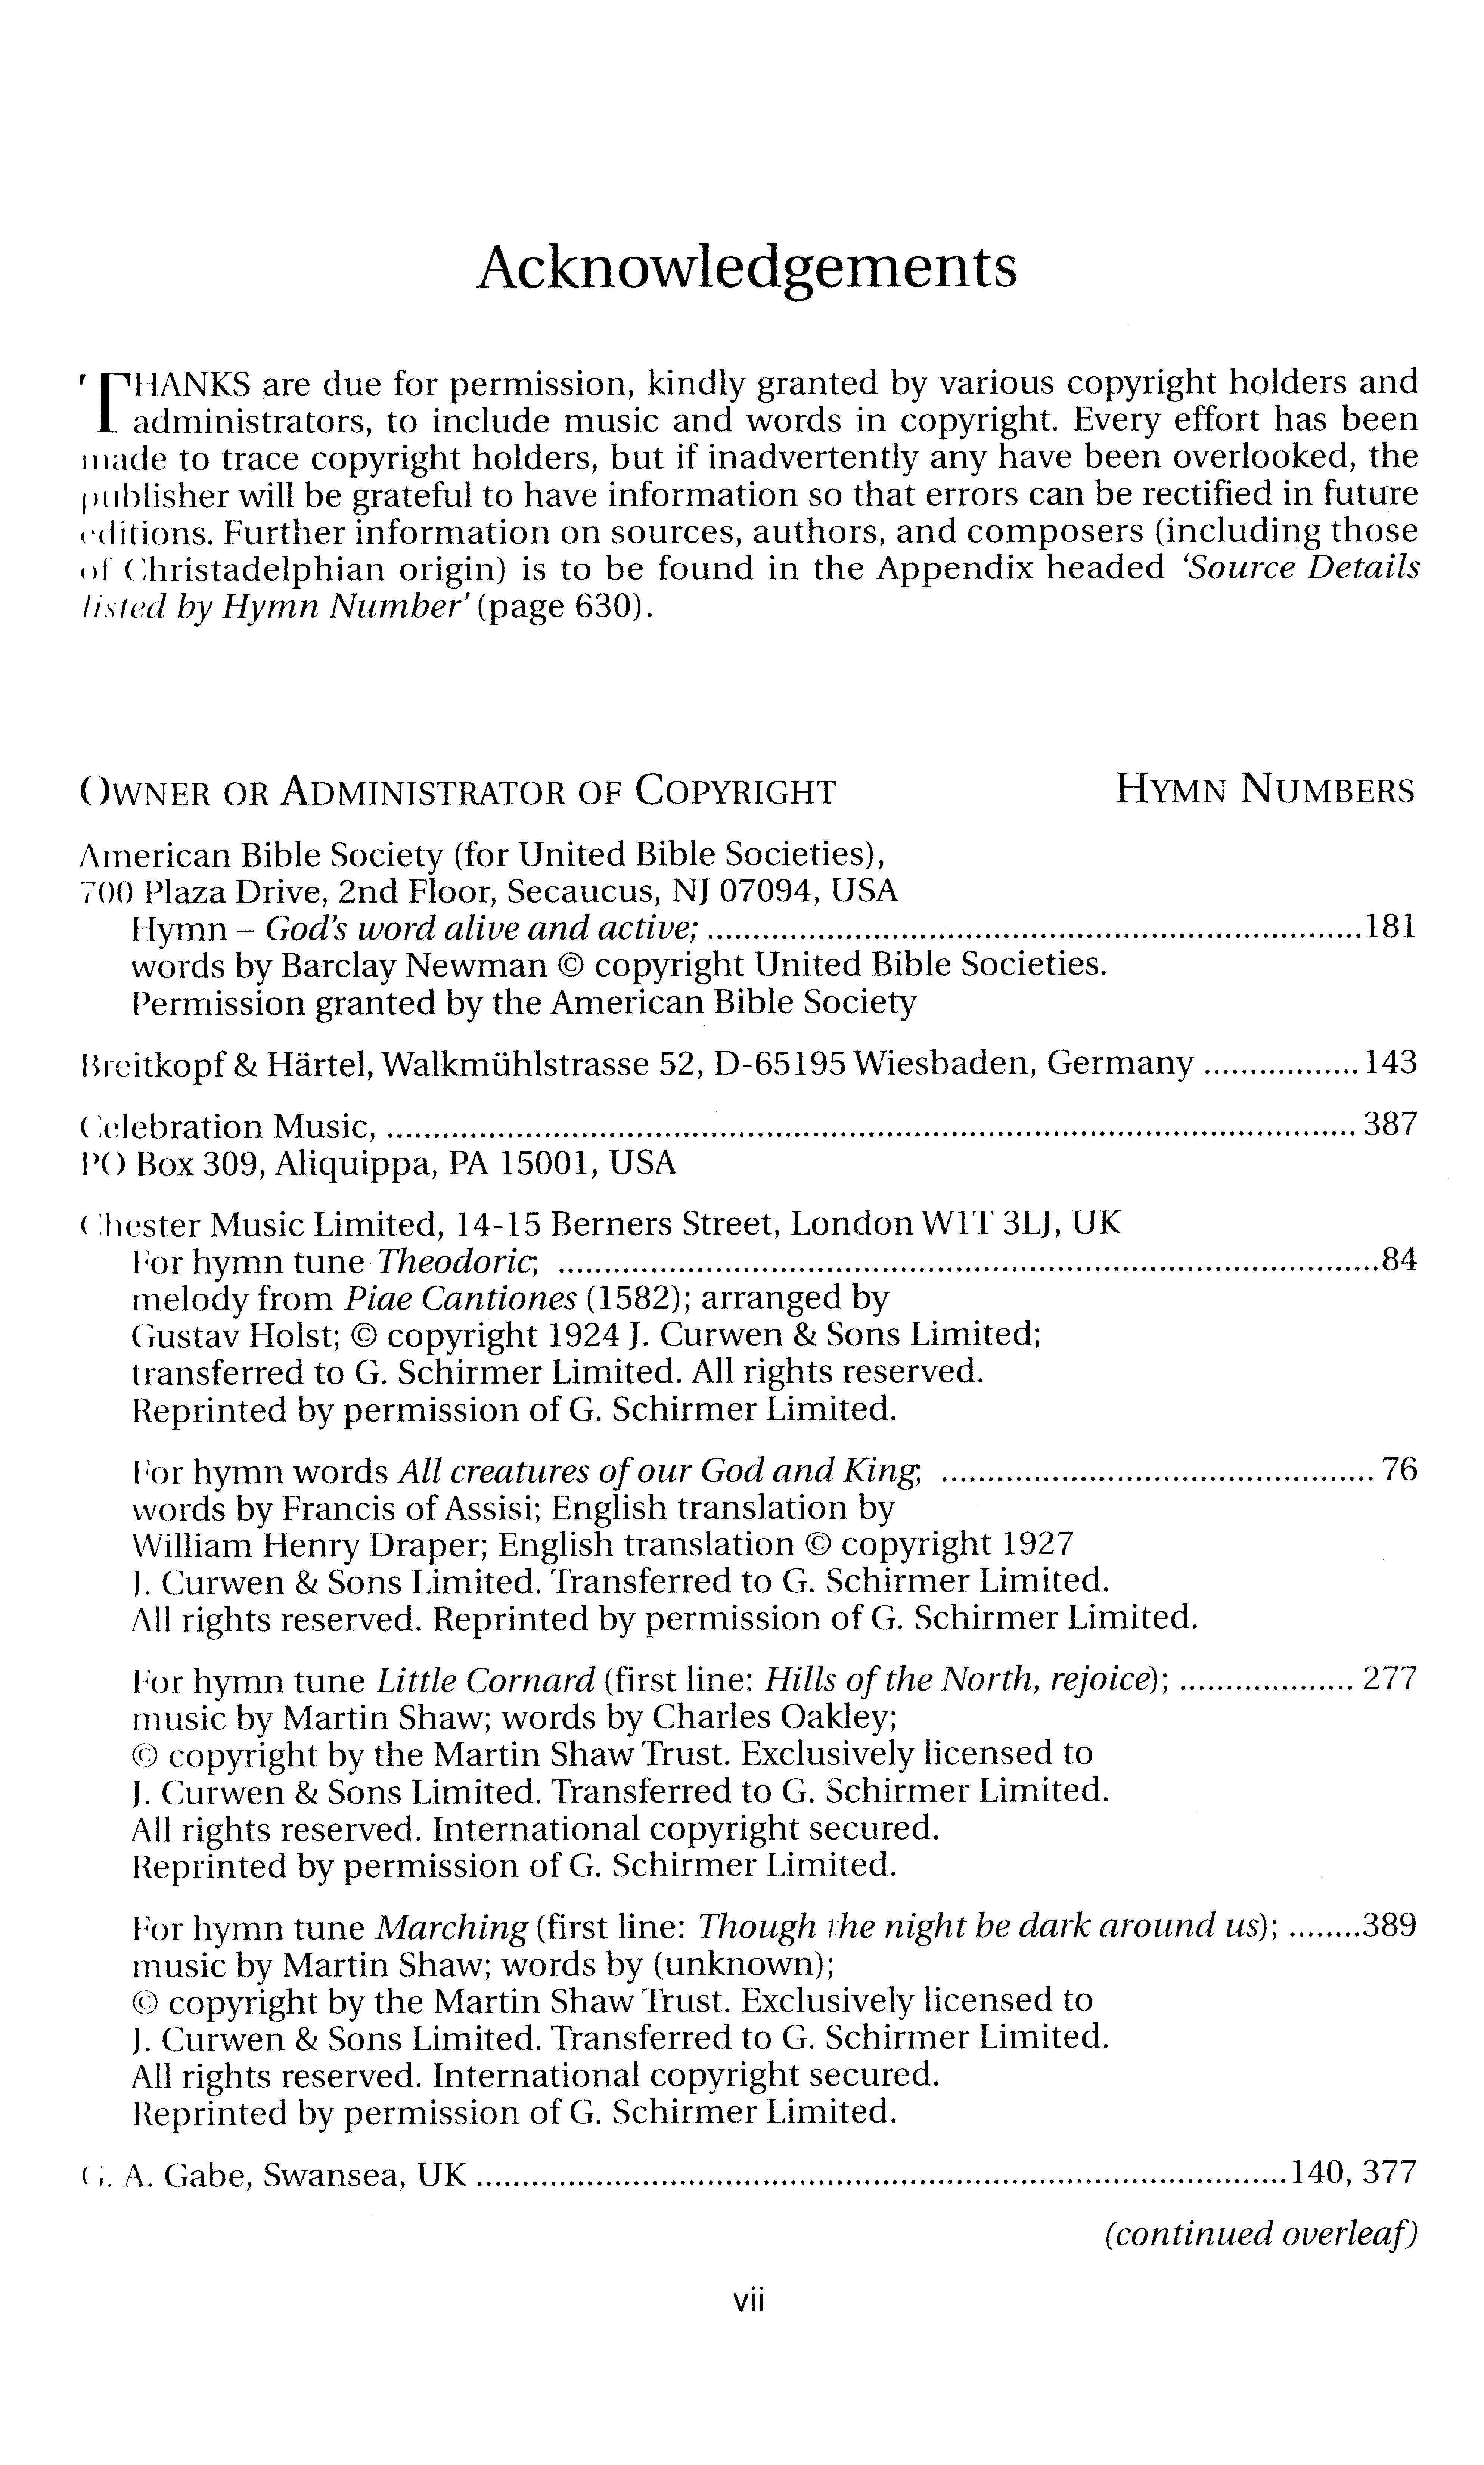 Acknowledgements
THANKS are due for permission, kindly granted by various copyright holders and
administrators, to include music and words in copyright. Every effort has been
made to trace copyright holders, but if inadvertently any have been overlooked, the
publisher will be grateful to have information so that errors can be rectified in future
editions. Further information on sources, authors, and composers (including those
of Christadelphian origin) is to be found in the Appendix headed ‘Source Details
listed by Hymn Number’ (page 630).
OWNER OR ADMINISTRATOR OF COPYRIGHT HYMN NUMBERS
American Bible Society (for United Bible Societies),
700 Plaza Drive, 2nd Floor, Secaucus, NJ 07094, USA
Hymn – God's word alive and active; ........ 181
words by Barclay Newman © copyright United Bible Societies.
Permission granted by the American Bible Society
Breitkopf & Härtel, Walkmühlstrasse 52, D-65195 Wiesbaden, Germany ........ 143
Celebration Music, ........ 387
PO Box 309, Aliquippa, PA 15001, USA
Chester Music Limited, 14-15 Berners Street, London W1T 3LJ, UK
For hymn tune Theodoric; ........ 84
melody from Piae Cantiones (1582); arranged by
Gustav Holst; © copyright 1924 J. Curwen & Sons Limited;
transferred to G. Schirmer Limited. All rights reserved.
Reprinted by permission of G. Schirmer Limited.
For hymn words All creatures of our God and King; ........ 76
words by Francis of Assisi; English translation by
William Henry Draper; English translation © copyright 1927
J. Curwen & Sons Limited. Transferred to G. Schirmer Limited.
All rights reserved. Reprinted by permission of G. Schirmer Limited.
For hymn tune Little Cornard (first line: Hills of the North, rejoice); ........ 277
music by Martin Shaw; words by Charles Oakley;
© copyright by the Martin Shaw Trust. Exclusively licensed to
J. Curwen & Sons Limited. Transferred to G. Schirmer Limited.
All rights reserved. International copyright secured.
Reprinted by permission of G. Schirmer Limited.
For hymn tune Marching (first line: Though the night be dark around us); ........389
music by Martin Shaw; words by (unknown);
© copyright by the Martin Shaw Trust. Exclusively licensed to
J. Curwen & Sons Limited. Transferred to G. Schirmer Limited.
All rights reserved. International copyright secured.
Reprinted by permission of G. Schirmer Limited.
G. A. Gabe, Swansea, UK ........ 140, 377
(continued overleaf)
vii